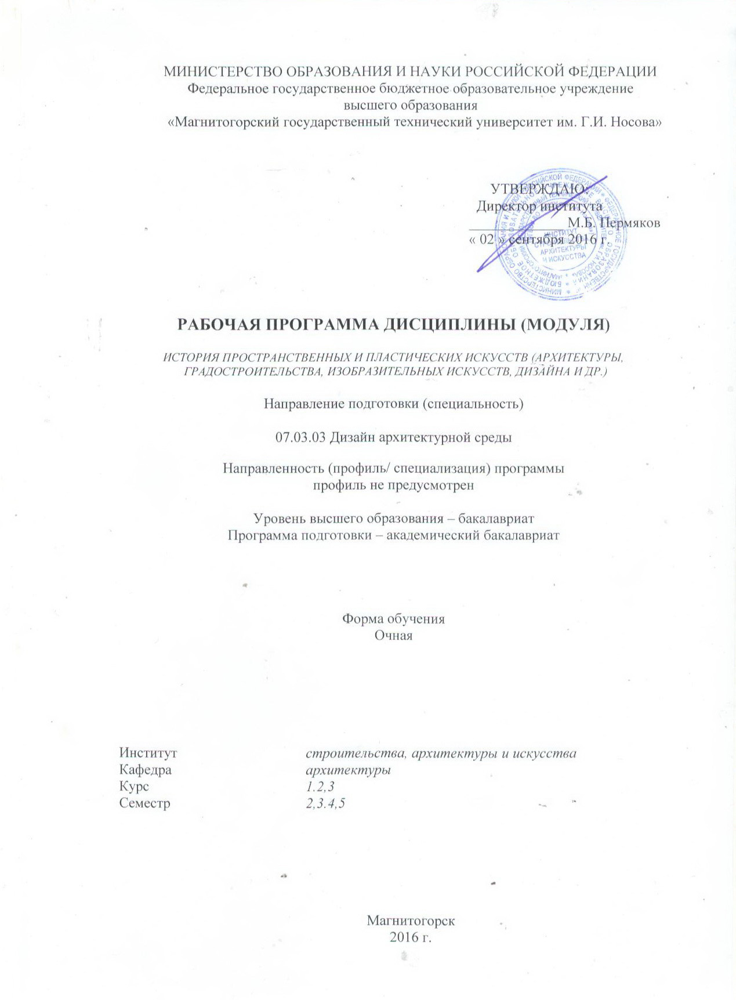 МИНИСТЕРСТВО ОБРАЗОВАНИЯ И НАУКИ РОССИЙСКОЙ ФЕДЕРАЦИИ
Федеральное государственное бюджетное образовательное учреждение
высшего образования
«Магнитогорский государственный технический университет им. Г.И. Носова»
УТВЕРЖДАЮ:
Директор института
М.Б. Пермяков
« 02 » сентября 2016 г.
ИНСТИТУТ
СТРОИТЕЛЬСТВА
АРХИТЕКТУРЫ
И ИСКУССТВА
РАБОЧАЯ ПРОГРАММА ДИСЦИПЛИНЫ (МОДУЛЯ)
ИСТОРИЯ ПРОСТРАНСТВЕННЫХ И ПЛАСТИЧЕСКИХ ИСКУССТВ (АРХИТЕКТУРЫ,
ГРАДОСТРОИТЕЛЬСТВА, ИЗОБРАЗИТЕЛЬНЫХ ИСКУССТВ, ДИЗАЙНА И ДР.)
Направление подготовки (специальность)
07.03.03 Дизайн архитектурной среды
Направленность (профиль/ специализация) программы
профиль не предусмотрен
Уровень высшего образования – бакалавриат
Программа подготовки – академический бакалавриат
Форма обучения
Очная
Институт строительства, архитектуры и искусства
Кафедра архитектуры
Курс 1.2,3
Семестр 2,3.4,5
Магнитогорск
2016 г.